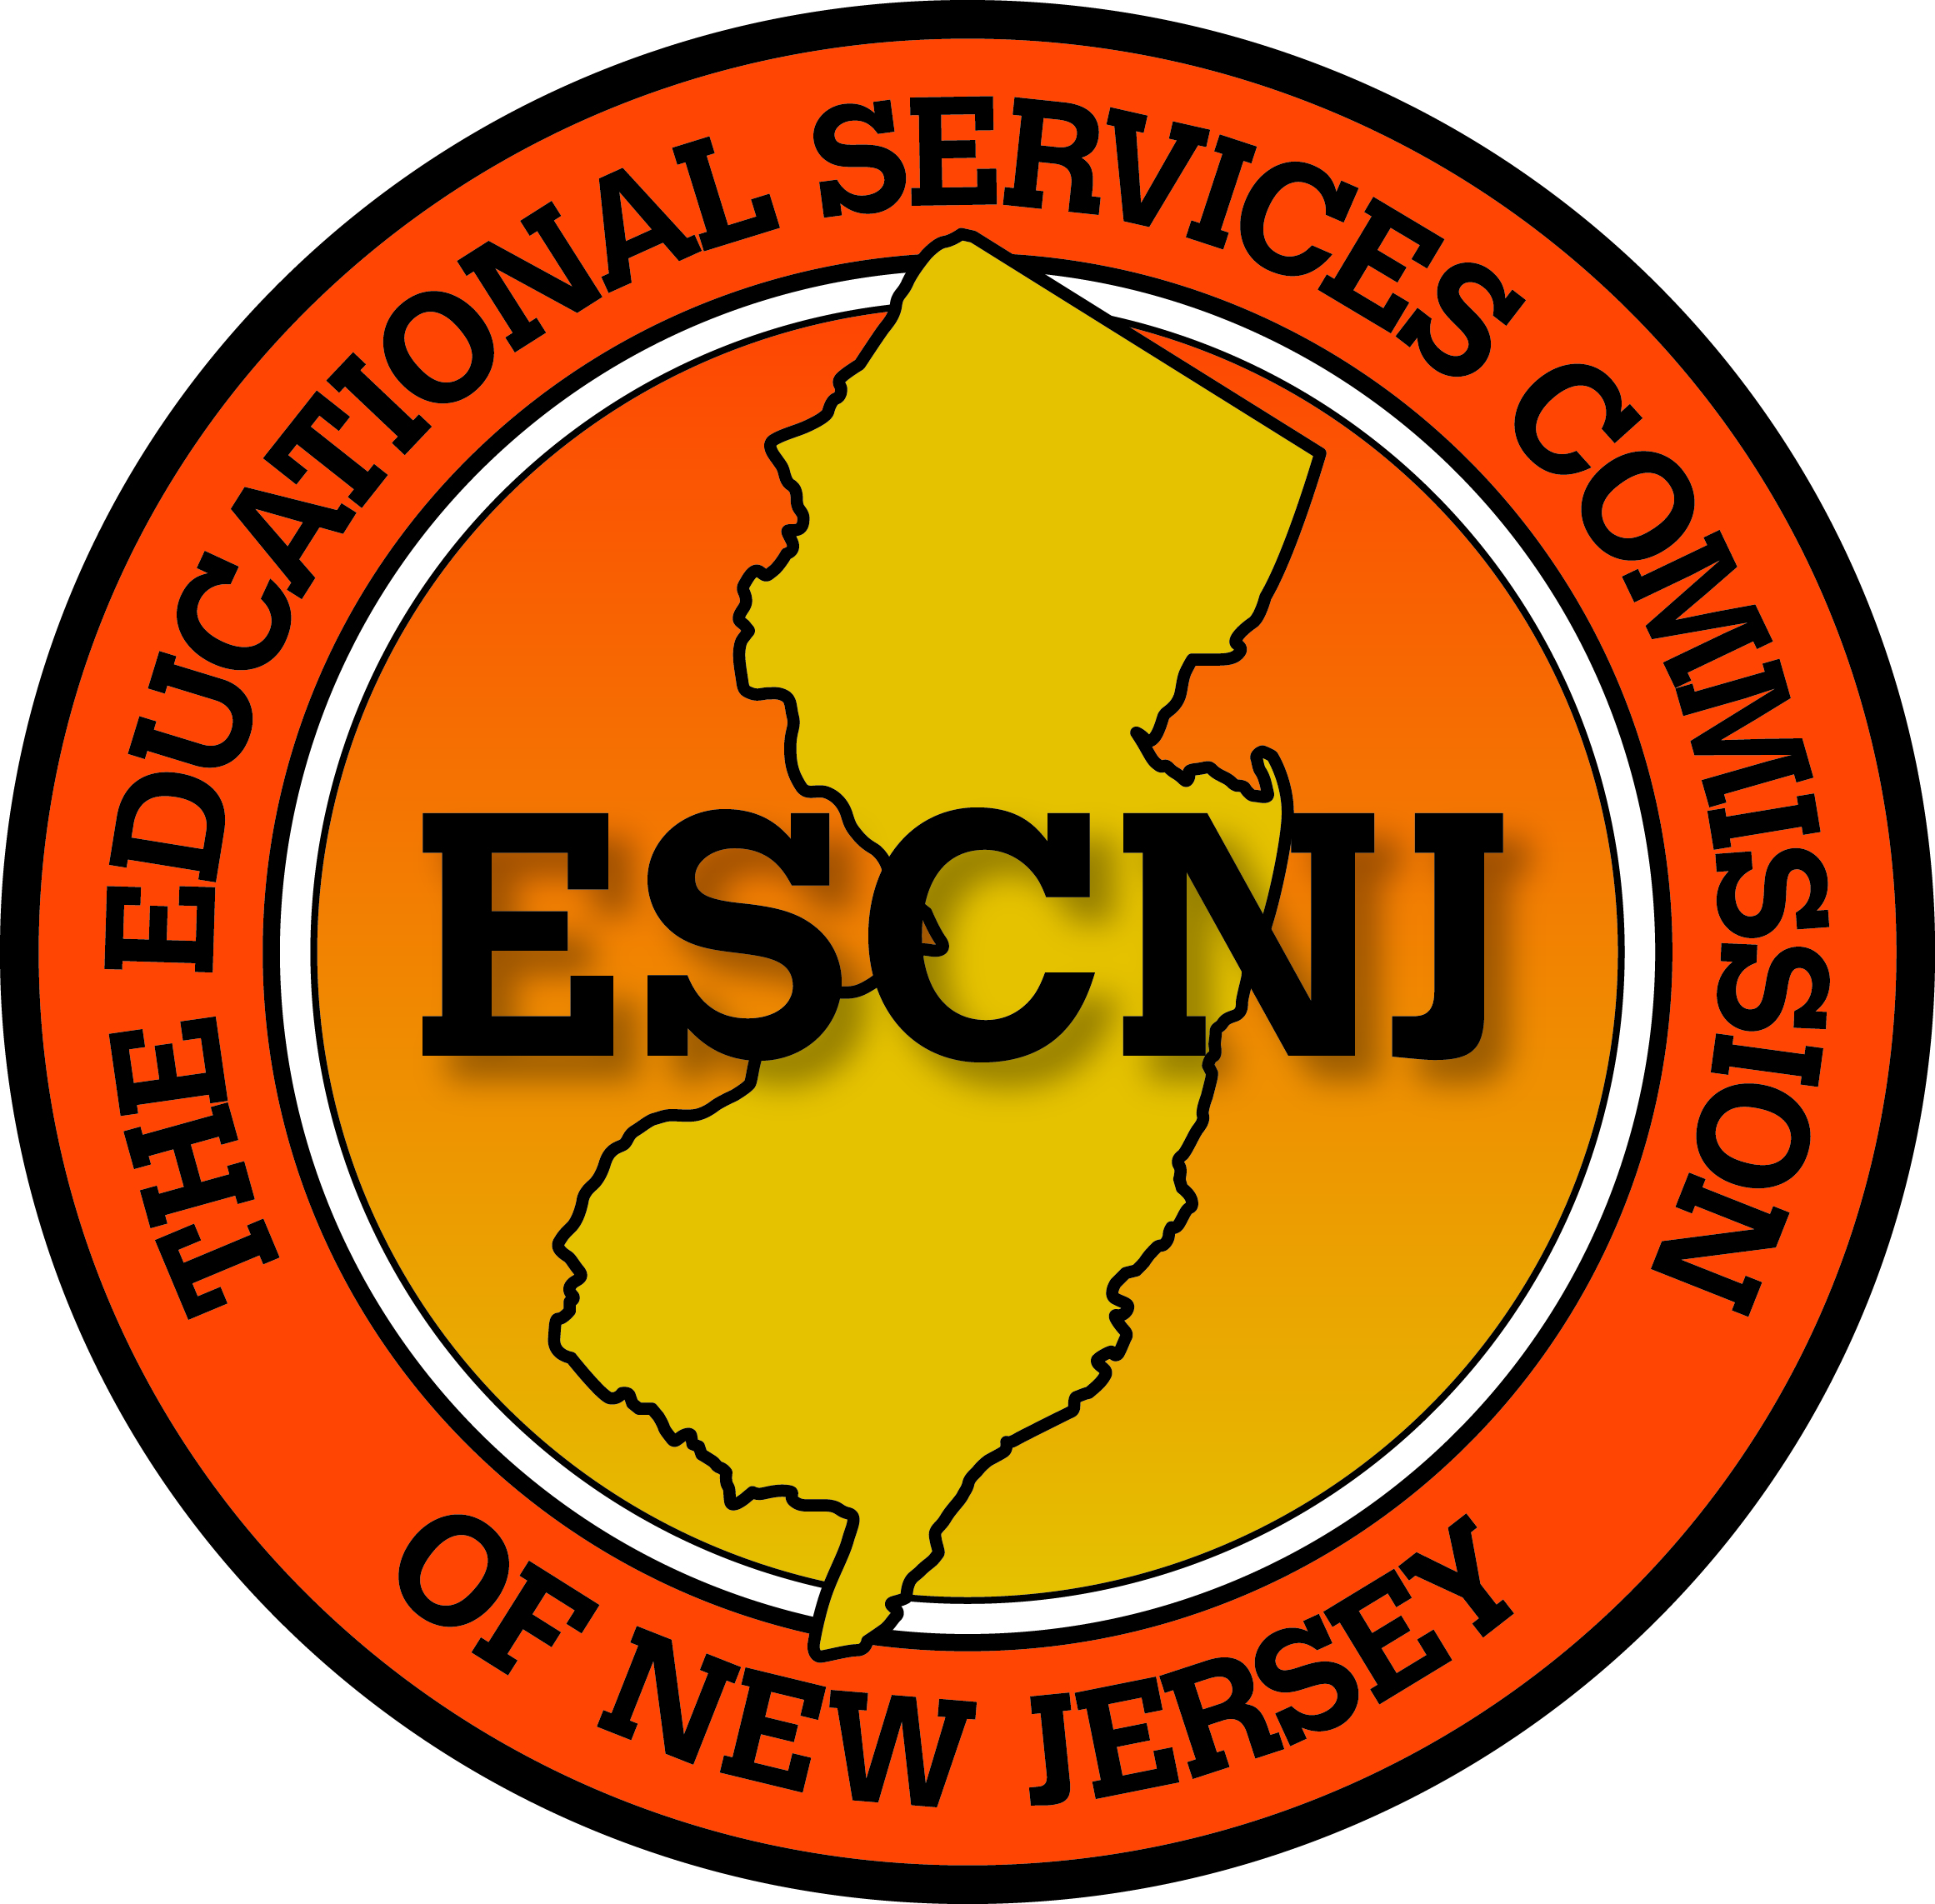 THE EDUCATIONAL SERVICES COMMISSION
ESCNJ
OF NEW JERSEY